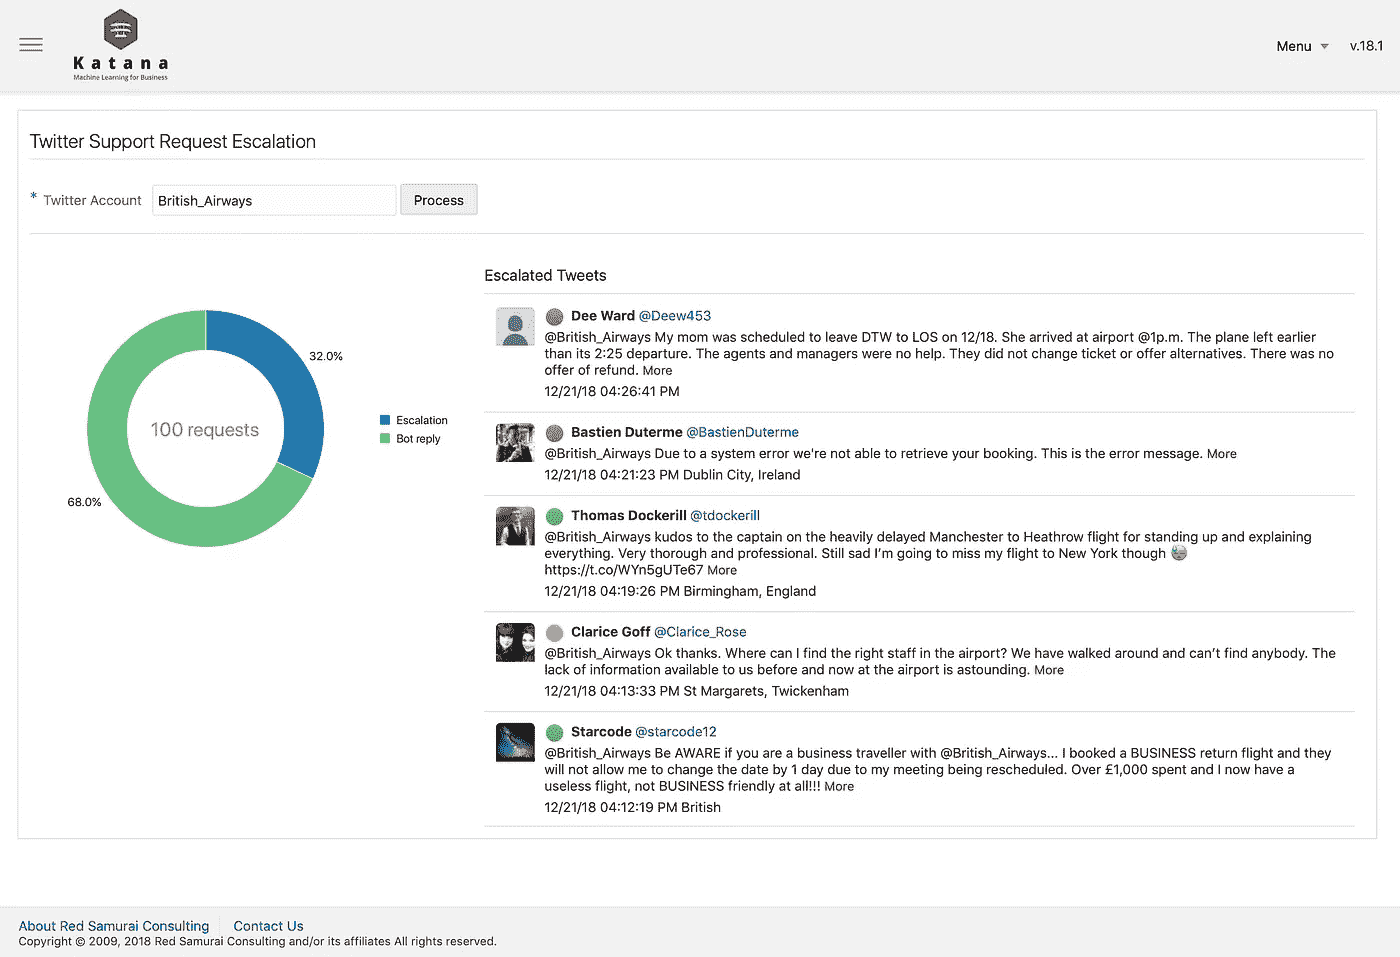 Katana
Machine Learning for Business
Menu
v.18.1
Twitter Support Request Escalation
* Twitter Account
British_Airways
Process
32.0%
100 requests
68.0%
Escalation
Bot reply
Escalated Tweets
Dee Ward @Deew453
@British_Airways My mom was scheduled to leave DTW to LOS on 12/18. She arrived at airport @1p.m. The plane left earlier
than its 2:25 departure. The agents and managers were no help. They did not change ticket or offer alternatives. There was no
offer of refund. More
12/21/18 04:26:41 PM
Bastien Duterme @BastienDuterme
@British_Airways Due to a system error we're not able to retrieve your booking. This is the error message. More
12/21/18 04:21:23 PM Dublin City, Ireland
Thomas Dockerill @tdockerill
@British_Airways kudos to the captain on the heavily delayed Manchester to Heathrow flight for standing up and explaining
everything. Very thorough and professional. Still sad I'm going to miss my flight to New York though
https://t.co/WYn5gUTe67 More
12/21/18 04:19:26 PM Birmingham, England
Clarice Goff @Clarice_Rose
@British_Airways Ok thanks. Where can I find the right staff in the airport? We have walked around and can't find anybody. The
lack of information available to us before and now at the airport is astounding. More
12/21/18 04:13:33 PM St Margarets, Twickenham
Starcode @starcode12
@British_Airways Be AWARE if you are a business traveller with @British_Airways... I booked a BUSINESS return flight and they
will not allow me to change the date by 1 day due to my meeting being rescheduled. Over £1,000 spent and I now have a
useless flight, not BUSINESS friendly at all!!! More
12/21/18 04:12:19 PM British
About Red Samurai Consulting
Contact Us
Copyright © 2009, 2018 Red Samurai Consulting and/or its affiliates All rights reserved.